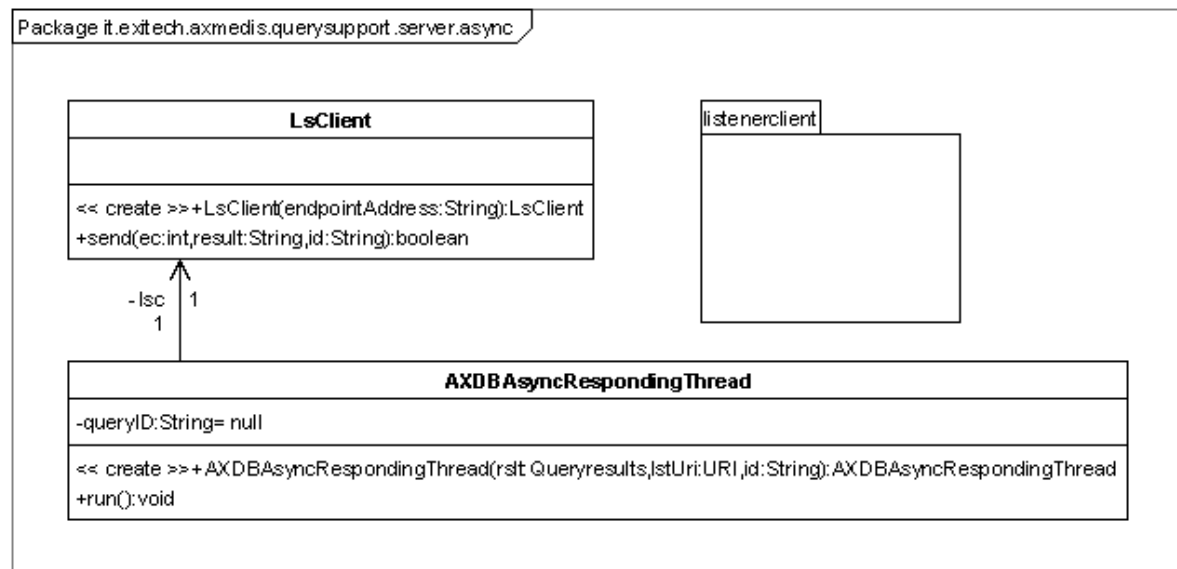 Package it.exitech.axmedis.querysupport.server.async
LsClient
<< create >>+LsClient(endpointAddress:String):LsClient
+send(ec:int,result:String,id:String):boolean
listenerclient
-lsc 1
1
AXDBAsyncRespondingThread
-queryID:String= null
<< create >>+AXDBAsyncRespondingThread(rslt:Queryresults,lstUri:URI,id:String):AXDBAsyncRespondingThread
+run():void